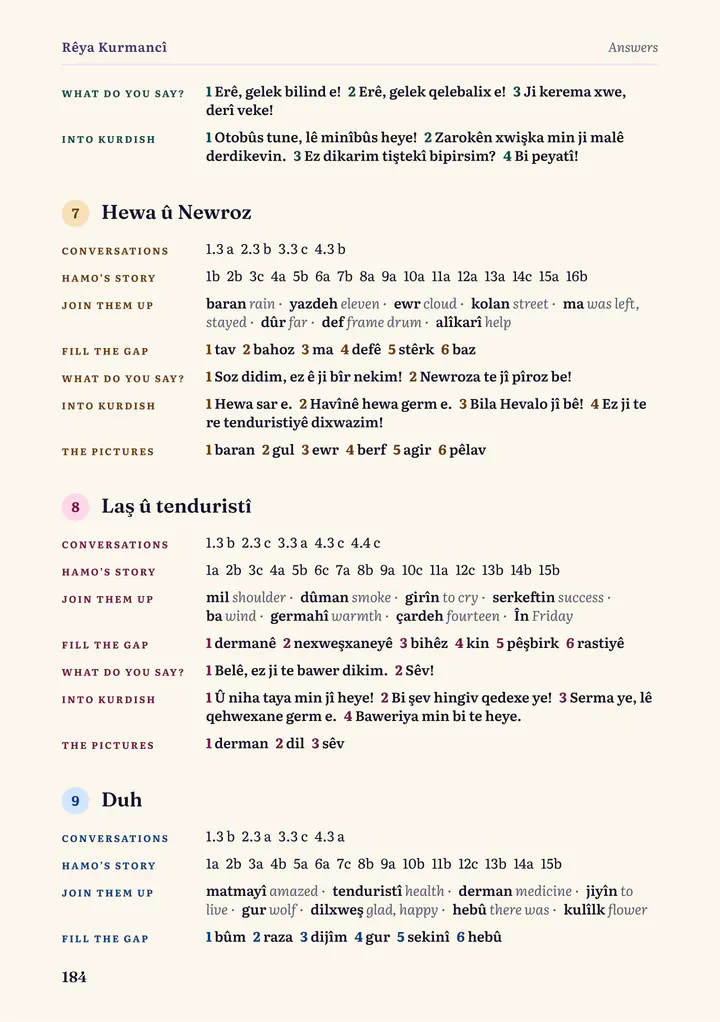 Rêya Kurmancî
Answers
WHAT DO YOU SAY? 1 Erê, gelek bilind e! 2 Erê, gelek qelebalix e! 3 Ji kerema xwe,
derî veke!
INTO KURDISH 1 Otobûs tune, lê minîbûs heye! 2 Zarokên xwişka min ji malê
derdikevin. 3 Ez dikarim tiştekî bipirsim? 4 Bi peyatî!
7 Hewa û Newroz
CONVERSATIONS 1.3 a 2.3 b 3.3 c 4.3 b
HAMO'S STORY 1b 2b 3c 4a 5b 6a 7b 8a 9a 10a 11a 12a 13a 14c 15a 16b
JOIN THEM UP baran rain · yazdeh eleven · ewr cloud · kolan street · ma was left,
stayed · dûr far · def frame drum · alîkarî help
FILL THE GAP 1 tav 2 bahoz 3 ma 4 defê 5 stêrk 6 baz
WHAT DO YOU SAY? 1 Soz didim, ez ê ji bîr nekim! 2 Newroza te jî pîroz be!
INTO KURDISH 1 Hewa sar e. 2 Havînê hewa germ e. 3 Bila Hevalo jî bê! 4 Ez ji te
re tenduristiyê dixwazim!
THE PICTURES 1 baran 2 gul 3 ewr 4 berf 5 agir 6 pêlav
8 Laş û tenduristî
CONVERSATIONS 1.3 b 2.3 c 3.3 a 4.3 c 4.4 c
HAMO'S STORY 1a 2b 3c 4a 5b 6c 7a 8b 9a 10c 11a 12c 13b 14b 15b
JOIN THEM UP mil shoulder · dûman smoke · girîn to cry · serkeftin success ·
ba wind · germahî warmth · çardeh fourteen · În Friday
FILL THE GAP 1 dermanê 2 nexweşxaneyê 3 bihêz 4 kin 5 pêşbirk 6 rastiyê
WHAT DO YOU SAY? 1 Belê, ez ji te bawer dikim. 2 Sêv!
INTO KURDISH 1 Û niha taya min jî heye! 2 Bi şev hingiv qedexe ye! 3 Serma ye, lê
qehwexane germ e. 4 Baweriya min bi te heye.
THE PICTURES 1 derman 2 dil 3 sêv
9 Duh
CONVERSATIONS 1.3 b 2.3 a 3.3 c 4.3 a
HAMO'S STORY 1a 2b 3a 4b 5a 6a 7c 8b 9a 10b 11b 12c 13b 14a 15b
JOIN THEM UP matmayî amazed · tenduristî health · derman medicine · jiyîn to
live · gur wolf · dilxweş glad, happy · hebû there was · kulîlk flower
FILL THE GAP 1 bûm 2 raza 3 dijîm 4 gur 5 sekinî 6 hebû
184